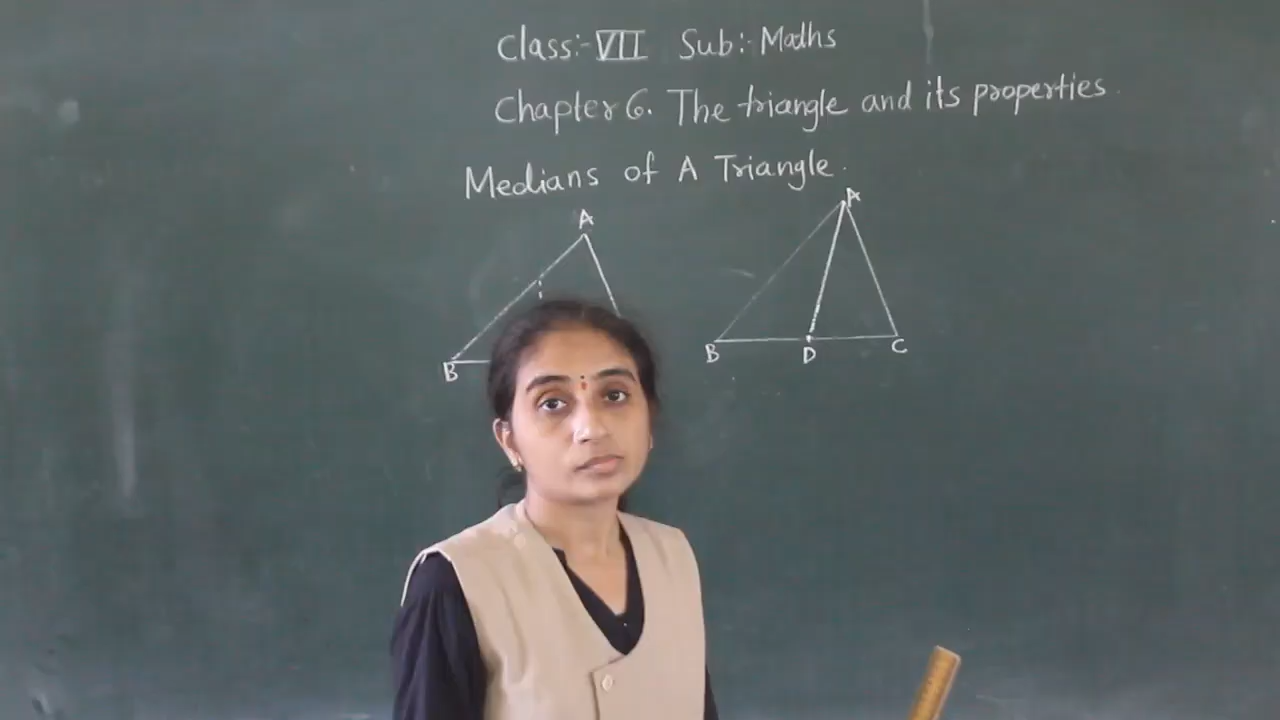 Class:- VII Sub:- Maths
Chapter 6. The triangle and its properties.
Medians of A Triangle.
A
A
B
B
D
C